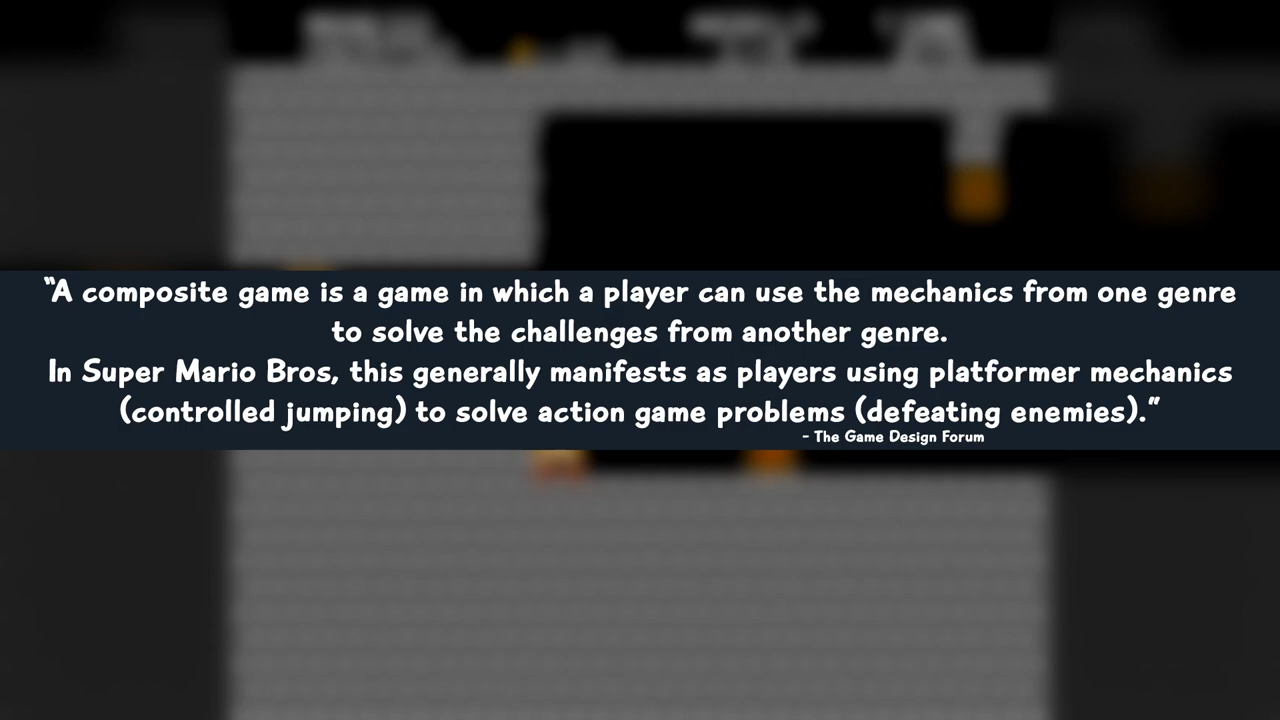 “A composite game is a game in which a player can use the mechanics from one genre
to solve the challenges from another genre.
In Super Mario Bros, this generally manifests as players using platformer mechanics
(controlled jumping) to solve action game problems (defeating enemies).”
- The Game Design Forum